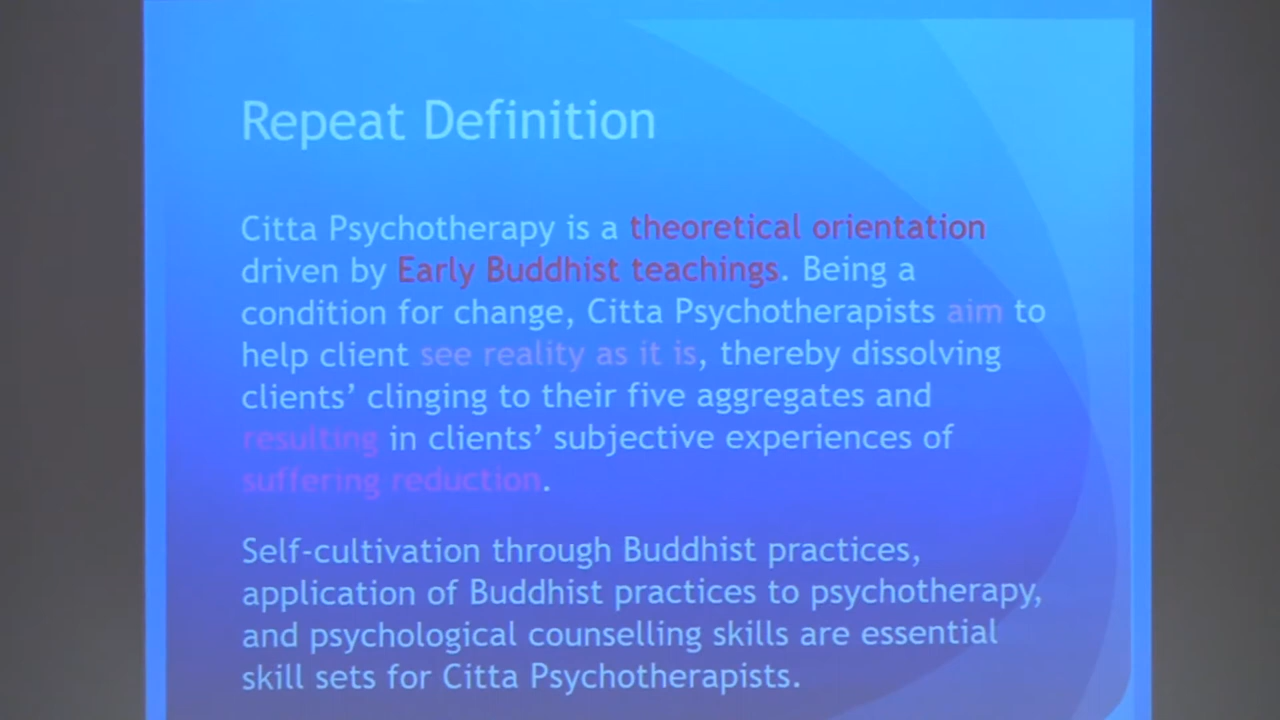 Repeat Definition
Citta Psychotherapy is a theoretical orientation
driven by Early Buddhist teachings. Being a
condition for change, Citta Psychotherapists aim to
help client see reality as it is, thereby dissolving
clients’ clinging to their five aggregates and
resulting in clients’ subjective experiences of
suffering reduction.
Self-cultivation through Buddhist practices,
application of Buddhist practices to psychotherapy,
and psychological counselling skills are essential
skill sets for Citta Psychotherapists.